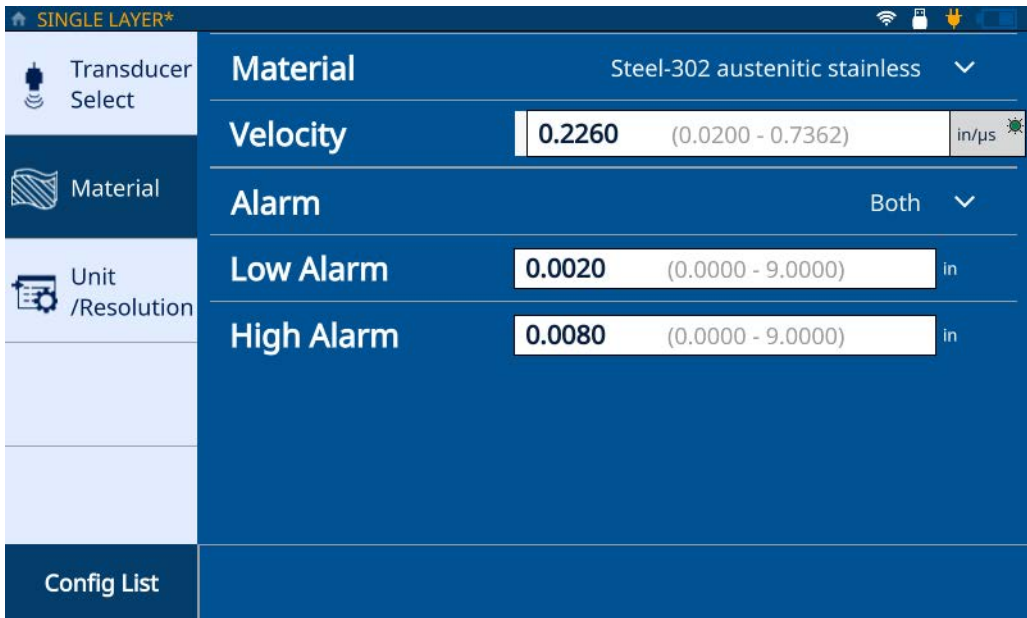 SINGLE LAYER*
Transducer
Select
Material
Unit
/Resolution
Config List
Material Steel-302 austenitic stainless
Velocity 0.2260 (0.0200 - 0.7362) in/µs
Alarm Both
Low Alarm 0.0020 (0.0000 - 9.0000) in
High Alarm 0.0080 (0.0000 - 9.0000) in